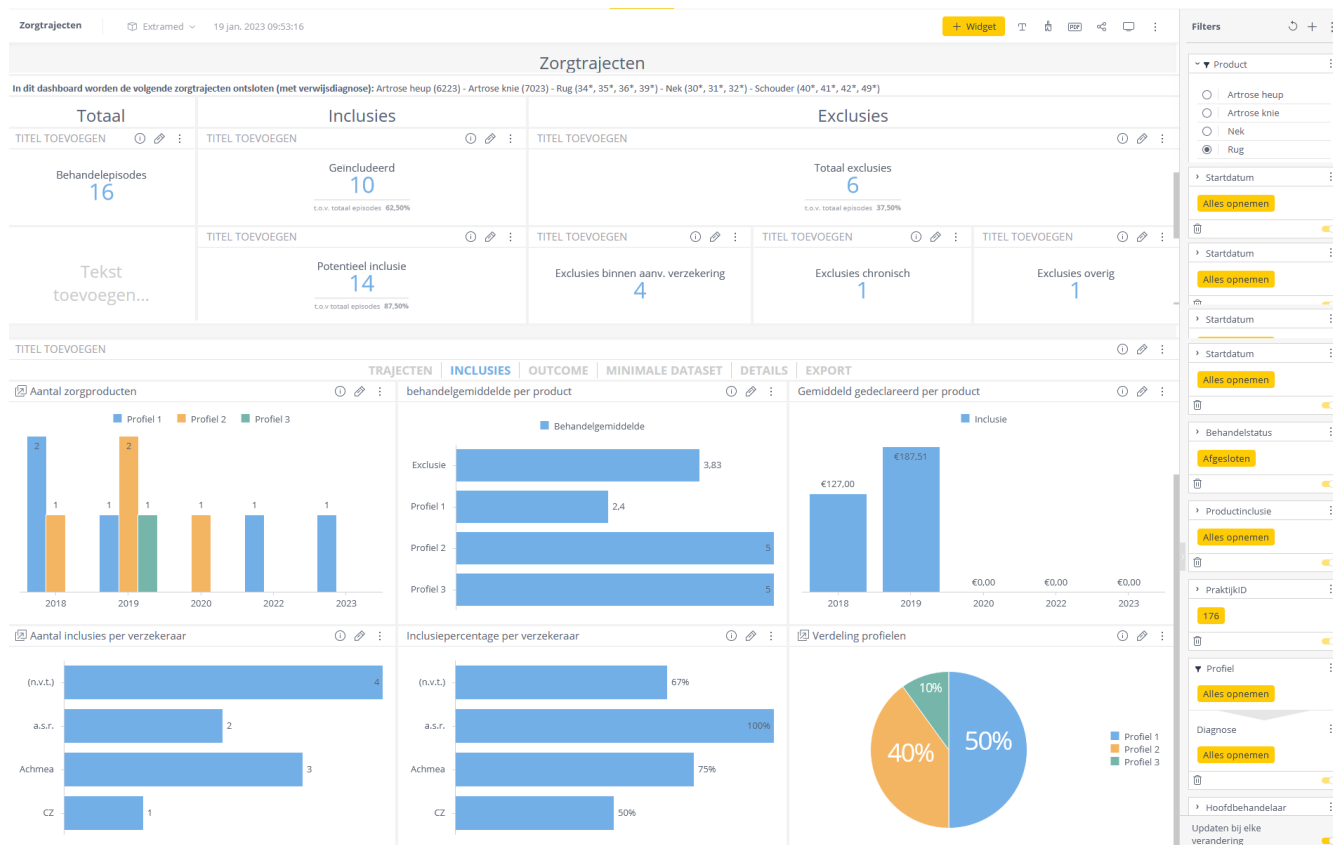 Zorgtrajecten
Extramed
19 jan. 2023 09:53:16
+ Widget
PDF
Filters
Zorgtrajecten
In dit dashboard worden de volgende zorgtrajecten ontsloten (met verwijsdiagnose): Artrose heup (6223) - Artrose knie (7023) - Rug (34*, 35*, 36*, 39*) - Nek (30*, 31*, 32*) - Schouder (40*, 41*, 42*, 49*)
Totaal
Inclusies
Exclusies
TITEL TOEVOEGEN
TITEL TOEVOEGEN
TITEL TOEVOEGEN
Behandelepisodes
16
Geïncludeerd
10
t.o.v. totaal episodes 62,50%
Totaal exclusies
6
t.o.v. totaal episodes 37,50%
TITEL TOEVOEGEN
TITEL TOEVOEGEN
TITEL TOEVOEGEN
TITEL TOEVOEGEN
Tekst
toevoegen...
Potentieel inclusie
14
t.o.v totaal episodes 87,50%
Exclusies binnen aanv. verzekering
4
Exclusies chronisch
1
Exclusies overig
1
TITEL TOEVOEGEN
TRAJECTEN
INCLUSIES
OUTCOME
MINIMALE DATASET
DETAILS
EXPORT
Aantal zorgproducten
Profiel 1
Profiel 2
Profiel 3
2
1
1
2
1
1
1
1
2018
2019
2020
2022
2023
behandelgemiddelde per product
Behandelgemiddelde
Exclusie
3,83
Profiel 1
2,4
Profiel 2
5
Profiel 3
5
Gemiddeld gedeclareerd per product
Inclusie
€127,00
€187,51
€0,00
€0,00
€0,00
2018
2019
2020
2022
2023
Aantal inclusies per verzekeraar
(n.v.t.)
4
a.s.r.
2
Achmea
3
CZ
1
Inclusiepercentage per verzekeraar
(n.v.t.)
67%
a.s.r.
100%
Achmea
75%
CZ
50%
Verdeling profielen
10%
40%
50%
Profiel 1
Profiel 2
Profiel 3
Product
Artrose heup
Artrose knie
Nek
Rug
Startdatum
Alles opnemen
Startdatum
Alles opnemen
Startdatum
Startdatum
Alles opnemen
Behandelstatus
Afgesloten
Productinclusie
Alles opnemen
PraktijkID
176
Profiel
Alles opnemen
Diagnose
Alles opnemen
Hoofdbehandelaar
Updaten bij elke
verandering